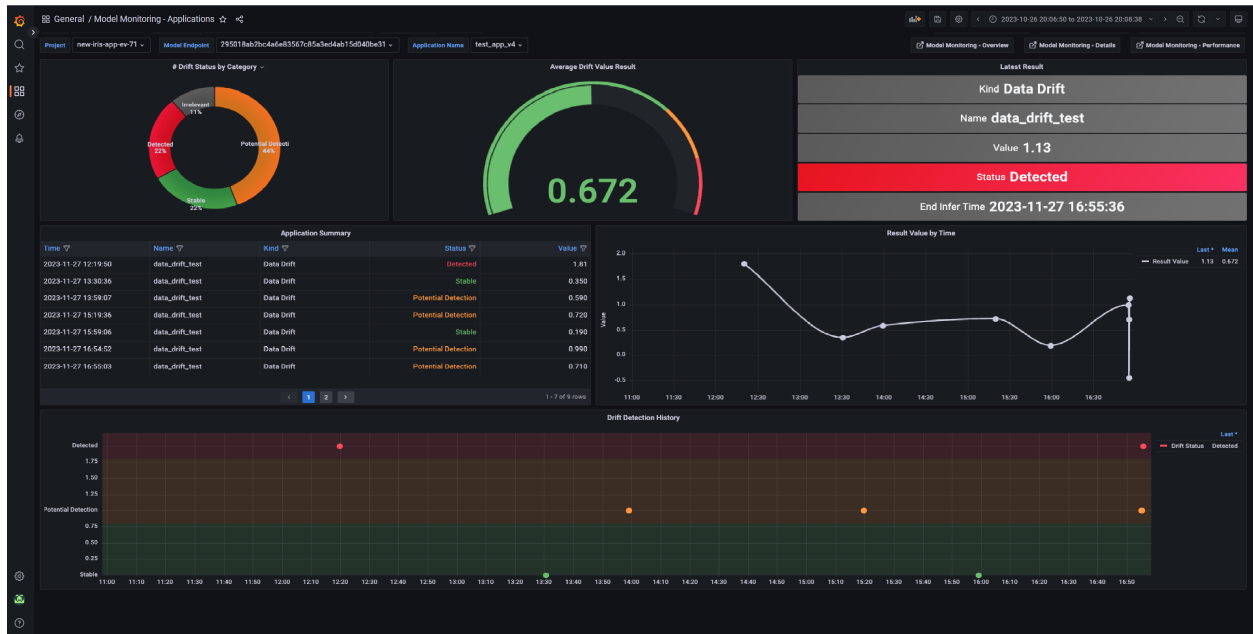 General / Model Monitoring - Applications
2023-10-26 20:06:50 to 2023-10-26 20:08:38
Project new-iris-app-ev-71 Model Endpoint 295018ab2bc4a6e83567c85a3ed4ab15d040be31 Application Name test_app_v4
Model Monitoring - Overview Model Monitoring - Details Model Monitoring - Performance
# Drift Status by Category
Irrelevant
11%
Detected
22%
Potential Detecti
44%
Stable
22%
Average Drift Value Result
0.672
Latest Result
Kind Data Drift
Name data_drift_test
Value 1.13
Status Detected
End Infer Time 2023-11-27 16:55:36
Application Summary
Time Name Kind Status Value
2023-11-27 12:19:50 data_drift_test Data Drift Detected 1.81
2023-11-27 13:30:36 data_drift_test Data Drift Stable 0.350
2023-11-27 13:59:07 data_drift_test Data Drift Potential Detection 0.590
2023-11-27 15:19:36 data_drift_test Data Drift Potential Detection 0.720
2023-11-27 15:59:06 data_drift_test Data Drift Stable 0.190
2023-11-27 16:54:52 data_drift_test Data Drift Potential Detection 0.990
2023-11-27 16:55:03 data_drift_test Data Drift Potential Detection 0.710
1 2
1 - 7 of 9 rows
Result Value by Time
Last * Mean
Result Value 1.13 0.672
Value
2.0
1.5
1.0
0.5
0.0
-0.5
11:00 11:30 12:00 12:30 13:00 13:30 14:00 14:30 15:00 15:30 16:00 16:30
Drift Detection History
Last *
Drift Status Detected
Detected
1.75
1.50
1.25
Potential Detection
0.75
0.50
0.25
Stable
11:00 11:10 11:20 11:30 11:40 11:50 12:00 12:10 12:20 12:30 12:40 12:50 13:00 13:10 13:20 13:30 13:40 13:50 14:00 14:10 14:20 14:30 14:40 14:50 15:00 15:10 15:20 15:30 15:40 15:50 16:00 16:10 16:20 16:30 16:40 16:50